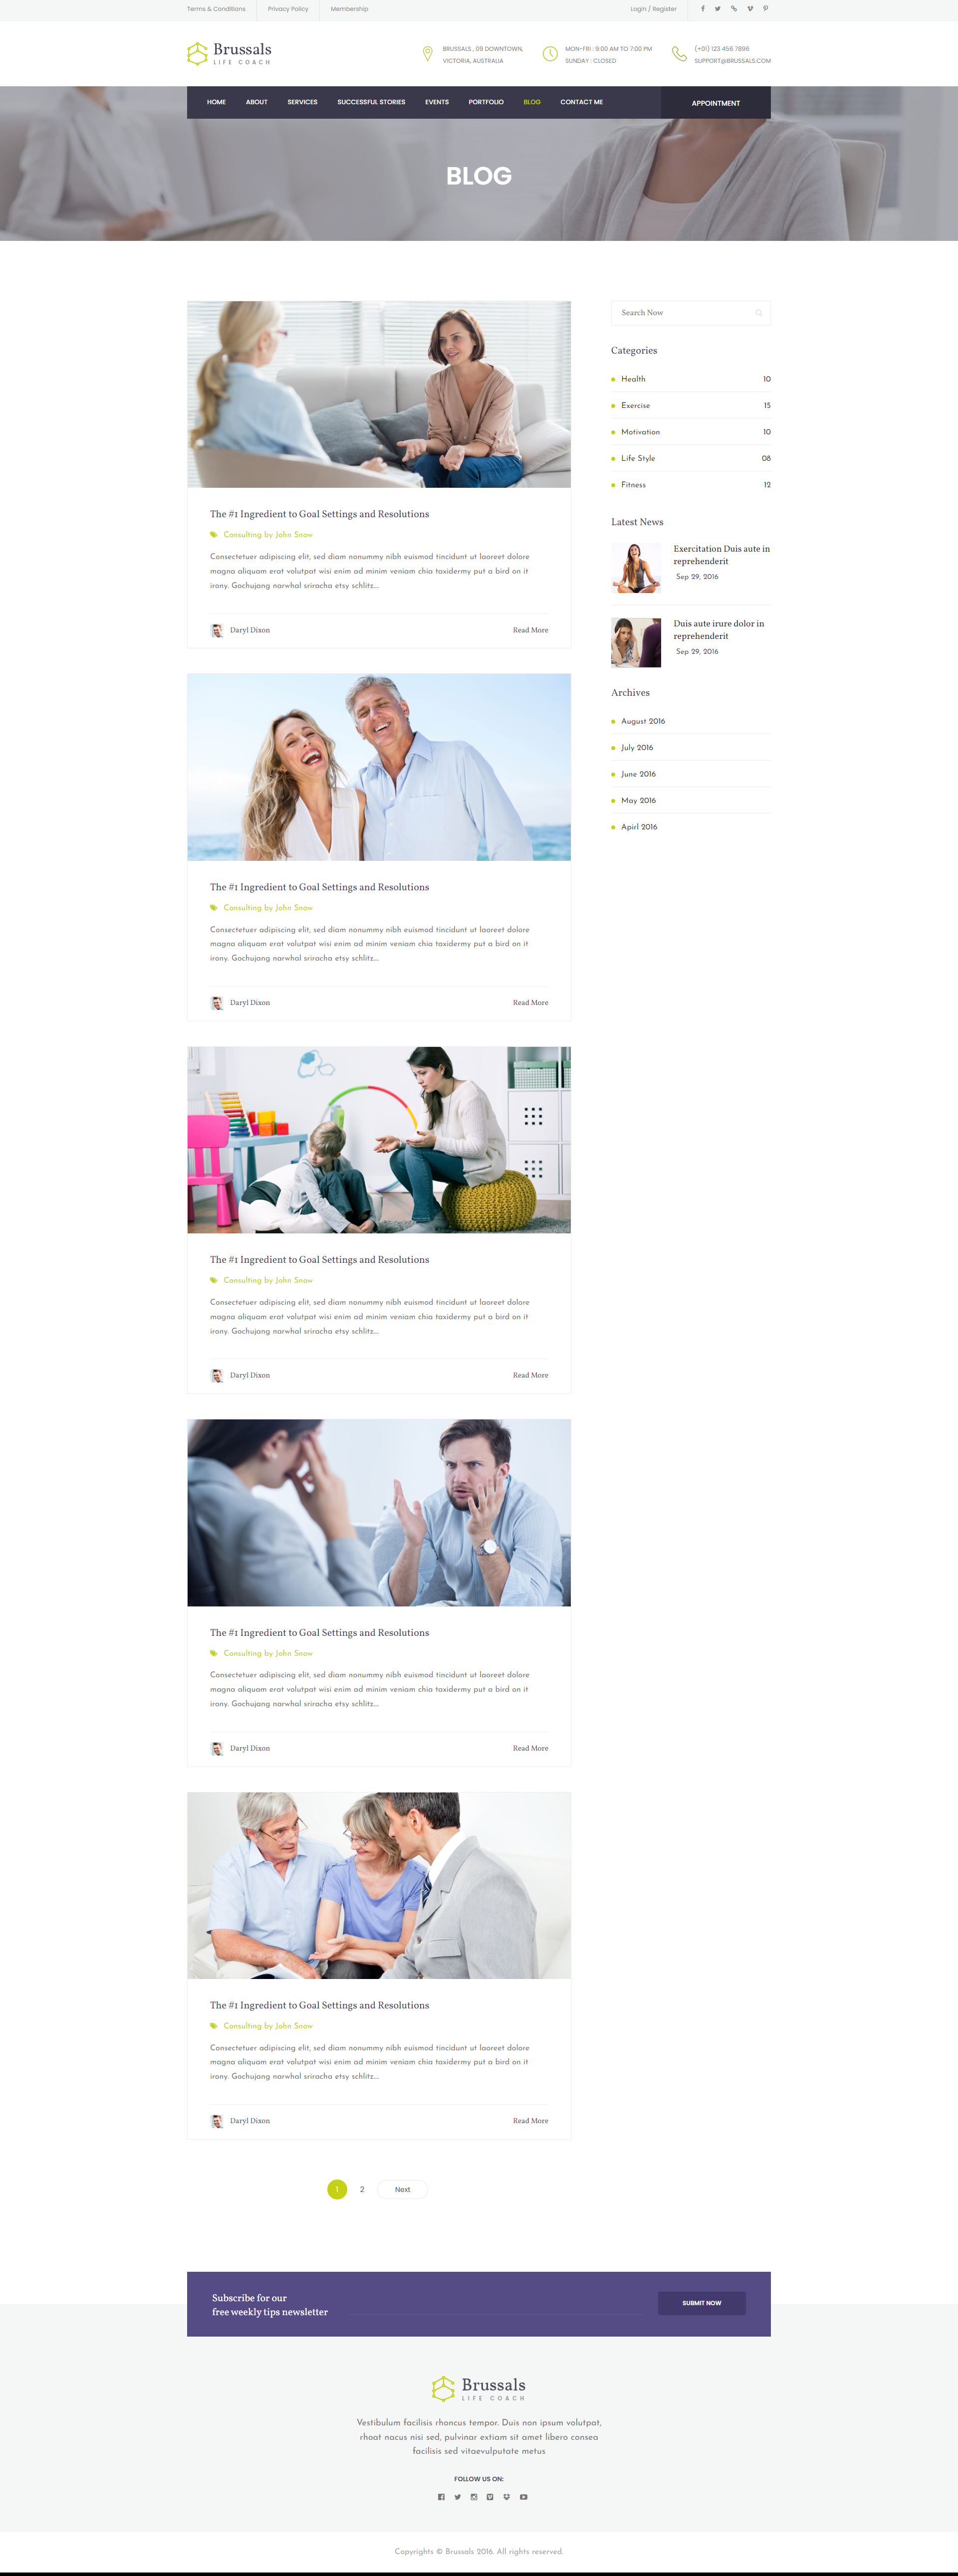 Terms & Conditions Privacy Policy Membership Login / Register
Brussals
LIFE COACH
BRUSSALS , 09 DOWNTOWN,
VICTORIA, AUSTRALIA
MON-FRI : 9:00 AM TO 7:00 PM
SUNDAY : CLOSED
(+01) 123 456 7896
SUPPORT@BRUSSALS.COM
HOME ABOUT SERVICES SUCCESSFUL STORIES EVENTS PORTFOLIO BLOG CONTACT ME APPOINTMENT
BLOG
The #1 Ingredient to Goal Settings and Resolutions
Consulting by John Snow
Consectetuer adipiscing elit, sed diam nonummy nibh euismod tincidunt ut laoreet dolore
magna aliquam erat volutpat wisi enim ad minim veniam chia taxidermy put a bird on it
irony. Gochujang narwhal sriracha etsy schlitz....
Daryl Dixon Read More
The #1 Ingredient to Goal Settings and Resolutions
Consulting by John Snow
Consectetuer adipiscing elit, sed diam nonummy nibh euismod tincidunt ut laoreet dolore
magna aliquam erat volutpat wisi enim ad minim veniam chia taxidermy put a bird on it
irony. Gochujang narwhal sriracha etsy schlitz....
Daryl Dixon Read More
The #1 Ingredient to Goal Settings and Resolutions
Consulting by John Snow
Consectetuer adipiscing elit, sed diam nonummy nibh euismod tincidunt ut laoreet dolore
magna aliquam erat volutpat wisi enim ad minim veniam chia taxidermy put a bird on it
irony. Gochujang narwhal sriracha etsy schlitz....
Daryl Dixon Read More
The #1 Ingredient to Goal Settings and Resolutions
Consulting by John Snow
Consectetuer adipiscing elit, sed diam nonummy nibh euismod tincidunt ut laoreet dolore
magna aliquam erat volutpat wisi enim ad minim veniam chia taxidermy put a bird on it
irony. Gochujang narwhal sriracha etsy schlitz....
Daryl Dixon Read More
The #1 Ingredient to Goal Settings and Resolutions
Consulting by John Snow
Consectetuer adipiscing elit, sed diam nonummy nibh euismod tincidunt ut laoreet dolore
magna aliquam erat volutpat wisi enim ad minim veniam chia taxidermy put a bird on it
irony. Gochujang narwhal sriracha etsy schlitz....
Daryl Dixon Read More
1 2 Next
Search Now
Categories
Health 10
Exercise 15
Motivation 10
Life Style 08
Fitness 12
Latest News
Exercitation Duis aute in
reprehenderit
Sep 29, 2016
Duis aute irure dolor in
reprehenderit
Sep 29, 2016
Archives
August 2016
July 2016
June 2016
May 2016
Apirl 2016
Subscribe for our
free weekly tips newsletter
SUBMIT NOW
Brussals
LIFE COACH
Vestibulum facilisis rhoncus tempor. Duis non ipsum volutpat,
rhoat nacus nisi sed, pulvinar extiam sit amet libero consea
facilisis sed vitaevulputate metus
FOLLOW US ON:
Copyrights © Brussals 2016. All rights reserved.